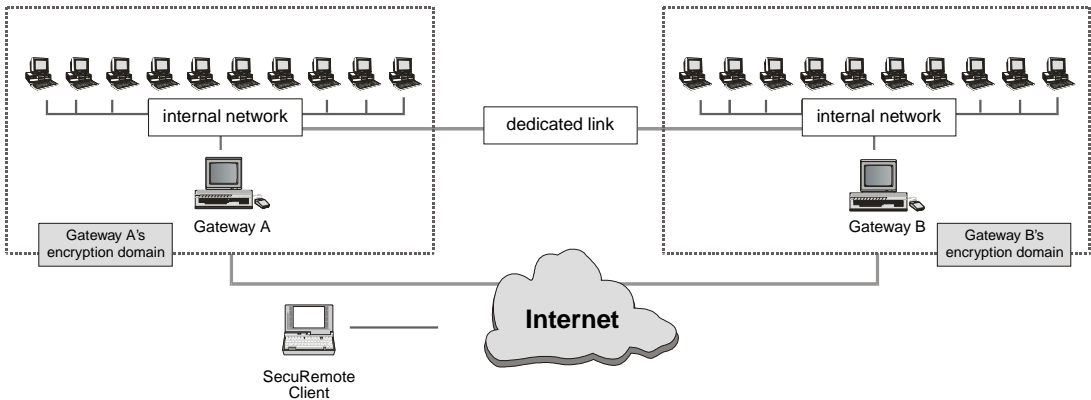 internal network
dedicated link
internal network
Gateway A
Gateway B
Gateway A's
encryption domain
Gateway B's
encryption domain
Internet
SecuRemote
Client